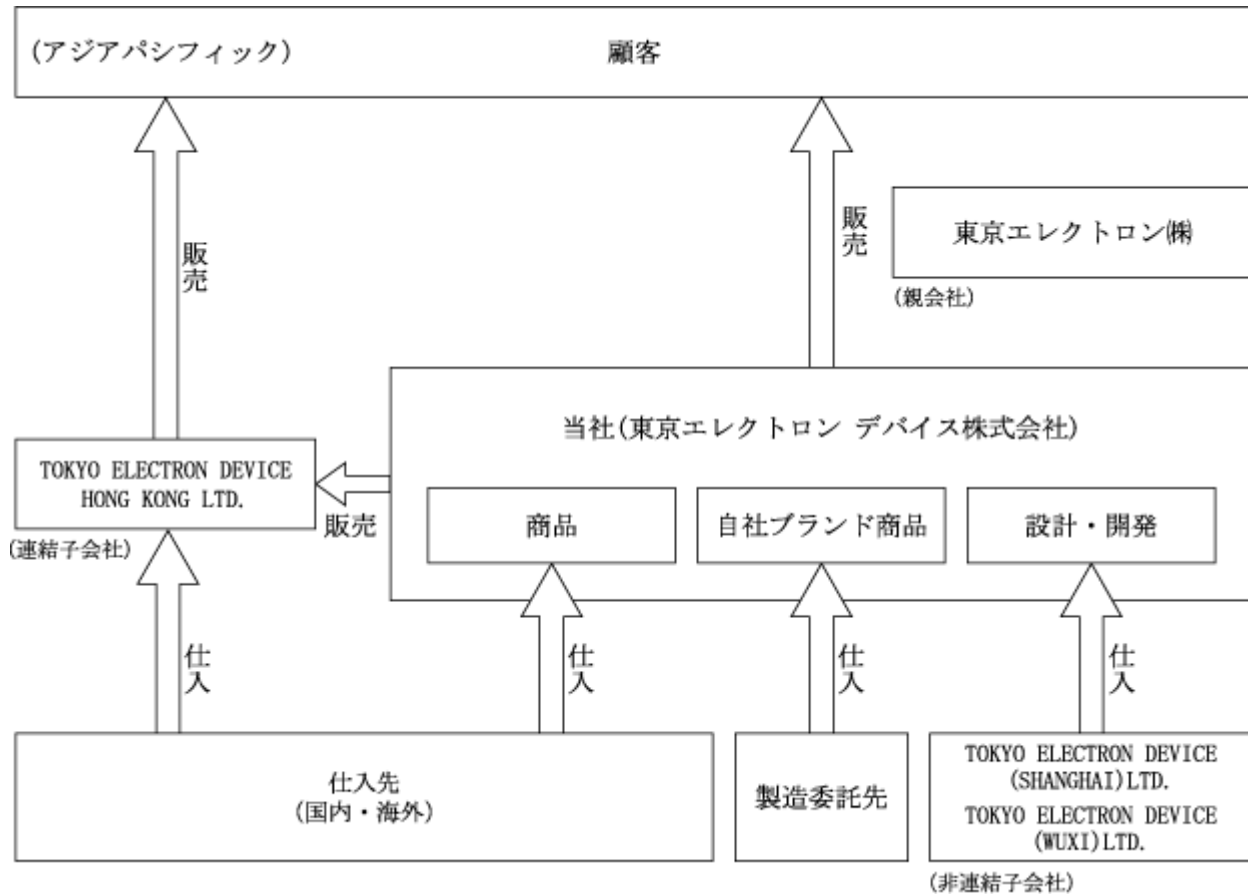 (アジアパシフィック) 顧客
販売
販売
東京エレクトロン㈱
(親会社)
当社(東京エレクトロン デバイス株式会社)
TOKYO ELECTRON DEVICE
HONG KONG LTD.
(連結子会社)
販売
商品
自社ブランド商品
設計・開発
仕入
仕入
仕入
仕入
仕入先
(国内・海外)
製造委託先
TOKYO ELECTRON DEVICE
(SHANGHAI)LTD.
TOKYO ELECTRON DEVICE
(WUXI)LTD.
(非連結子会社)